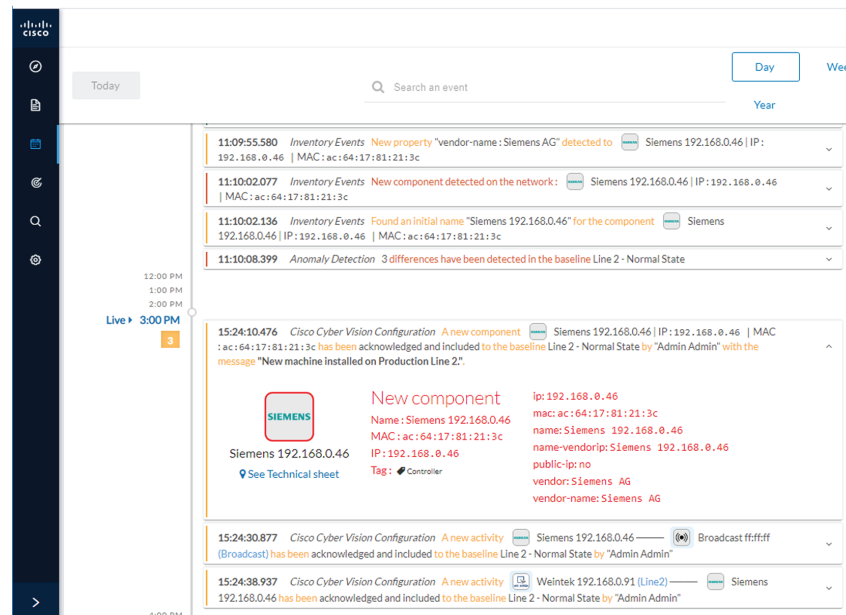 CISCO
Day
Wee
Today
Search an event
Year
11:09:55.580 Inventory Events New property "vendor-name : Siemens AG" detected to SIEMENS Siemens 192.168.0.46 | IP :
192.168.0.46 | MAC : ac:64:17:81:21:3c
11:10:02.077 Inventory Events New component detected on the network : SIEMENS Siemens 192.168.0.46 | IP : 192.168.0.46
| MAC : ac:64:17:81:21:3c
11:10:02.136 Inventory Events Found an initial name "Siemens 192.168.0.46" for the component SIEMENS Siemens
192.168.0.46 | IP : 192.168.0.46 | MAC : ac:64:17:81:21:3c
11:10:08.399 Anomaly Detection 3 differences have been detected in the baseline Line 2 - Normal State
12:00 PM
1:00 PM
2:00 PM
Live 3:00 PM
3
15:24:10.476 Cisco Cyber Vision Configuration A new component SIEMENS Siemens 192.168.0.46 | IP : 192.168.0.46 | MAC
: ac:64:17:81:21:3c has been acknowledged and included to the baseline Line 2 - Normal State by "Admin Admin" with the
message "New machine installed on Production Line 2.".
SIEMENS
Siemens 192.168.0.46
See Technical sheet
New component
Name : Siemens 192.168.0.46
MAC : ac:64:17:81:21:3c
IP : 192.168.0.46
Tag : Controller
ip: 192.168.0.46
mac: ac:64:17:81:21:3c
name: Siemens 192.168.0.46
name-vendorip: Siemens 192.168.0.46
public-ip: no
vendor: Siemens AG
vendor-name: Siemens AG
15:24:30.877 Cisco Cyber Vision Configuration A new activity SIEMENS Siemens 192.168.0.46 Broadcast ff:ff:ff
(Broadcast) has been acknowledged and included to the baseline Line 2 - Normal State by "Admin Admin"
15:24:38.937 Cisco Cyber Vision Configuration A new activity Weintek 192.168.0.91 (Line2) SIEMENS Siemens
192.168.0.46 has been acknowledged and included to the baseline Line 2 - Normal State by "Admin Admin"